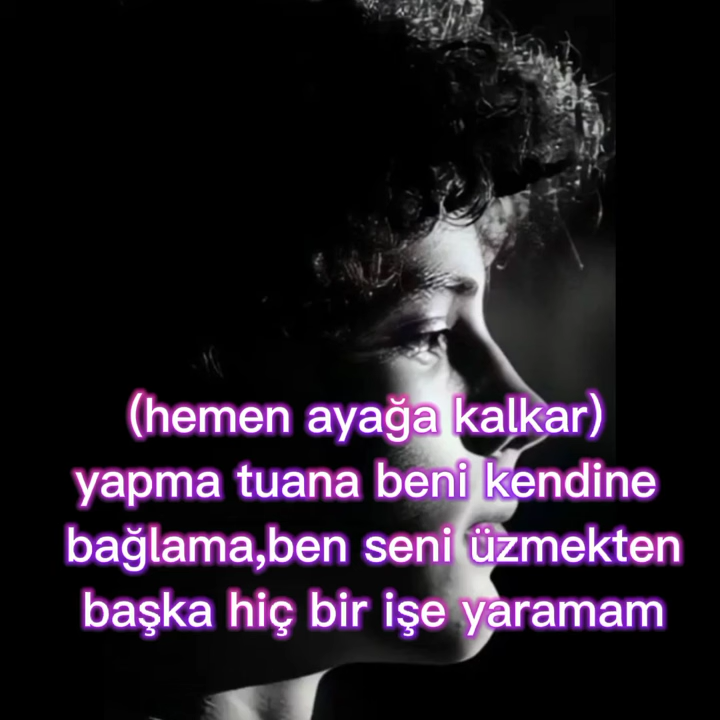 (hemen ayağa kalkar)
yapma tuana beni kendine
bağlama,ben seni üzmekten
başka hiç bir işe yaramam